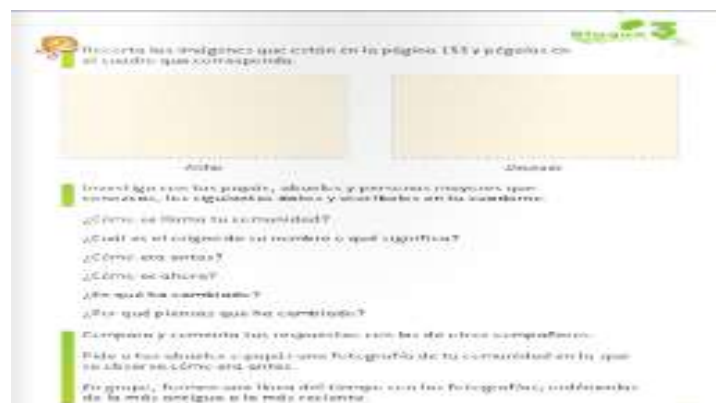 Bloque 3
Recorta las imágenes que están en la página 153 y pégalas en
el cuadro que corresponda.
Antes
Después
Investiga con tus papás, abuelos y personas mayores que
conozcas, los siguientes datos y escríbelos en tu cuaderno.
¿Cómo se llama tu comunidad?
¿Cuál es el origen de su nombre o qué significa?
¿Cómo era antes?
¿Cómo es ahora?
¿En qué ha cambiado?
¿Por qué piensas que ha cambiado?
Compara y comenta tus respuestas con las de otros compañeros.
Pide a tus abuelos o papás una fotografía de tu comunidad en la que
se observe cómo era antes.
En grupo, formen una línea del tiempo con las fotografías, ordénenlas
de la más antigua a la más reciente.